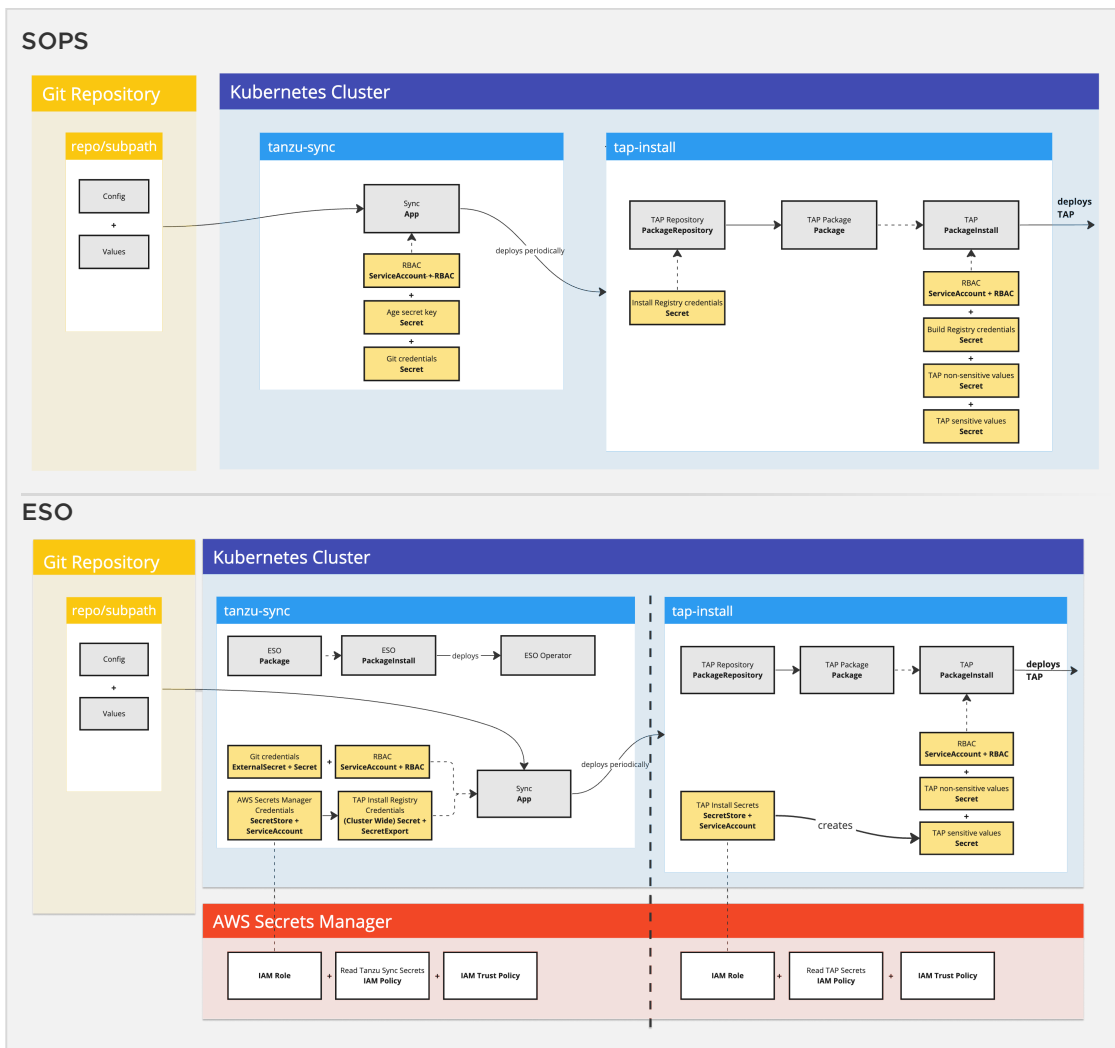 SOPS
Git Repository
Kubernetes Cluster
repo/subpath
Config
+
Values
tanzu-sync
Sync
App
RBAC
ServiceAccount + RBAC
+
Age secret key
Secret
+
Git credentials
Secret
deploys periodically
tap-install
TAP Repository
PackageRepository
TAP Package
Package
TAP
PackageInstall
deploys
TAP
Install Registry credentials
Secret
RBAC
ServiceAccount + RBAC
+
Build Registry credentials
Secret
+
TAP non-sensitive values
Secret
+
TAP sensitive values
Secret
ESO
Git Repository
Kubernetes Cluster
repo/subpath
Config
+
Values
tanzu-sync
ESO
Package
ESO
PackageInstall
deploys
ESO Operator
Git credentials
ExternalSecret + Secret
+
RBAC
ServiceAccount + RBAC
AWS Secrets Manager
Credentials
SecretStore +
ServiceAccount
TAP Install Registry
Credentials
(Cluster Wide) Secret +
SecretExport
Sync
App
deploys periodically
tap-install
TAP Repository
PackageRepository
TAP Package
Package
TAP
PackageInstall
deploys
TAP
RBAC
ServiceAccount + RBAC
+
TAP non-sensitive values
Secret
+
TAP sensitive values
Secret
TAP Install Secrets
SecretStore +
ServiceAccount
creates
AWS Secrets Manager
IAM Role
+
Read Tanzu Sync Secrets
IAM Policy
+
IAM Trust Policy
IAM Role
+
Read TAP Secrets
IAM Policy
+
IAM Trust Policy